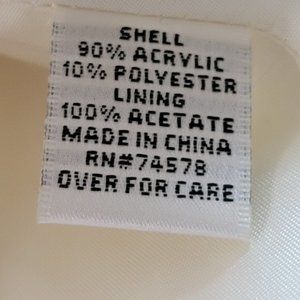 SHELL
90% ACRYLIC
10% POLYESTER
LINING
100% ACETATE
MADE IN CHINA
RN#74578
OVER FOR CARE